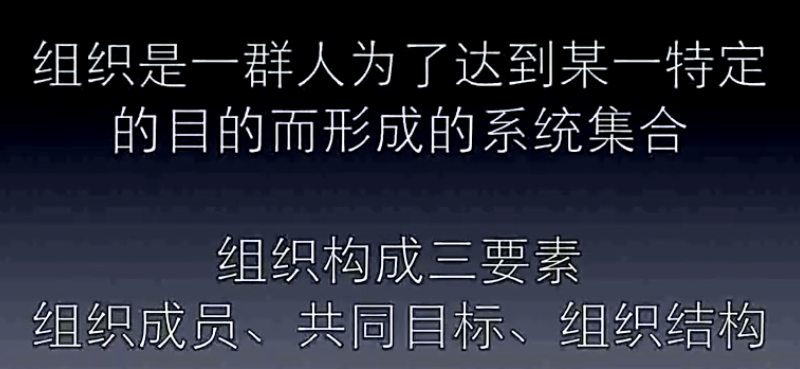 组织是一群人为了达到某一特定
的目的而形成的系统集合
组织构成三要素
组织成员、共同目标、组织结构